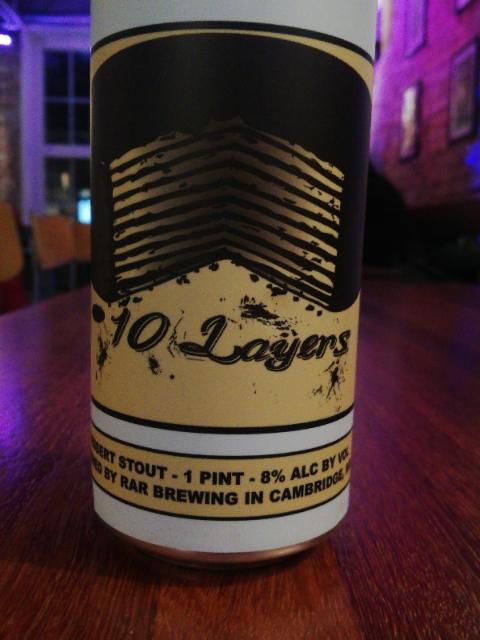 10 Layers
STOUT - 1 PINT - 8% ALC BY VOL
BY RAR BREWING IN CAMBRIDGE,